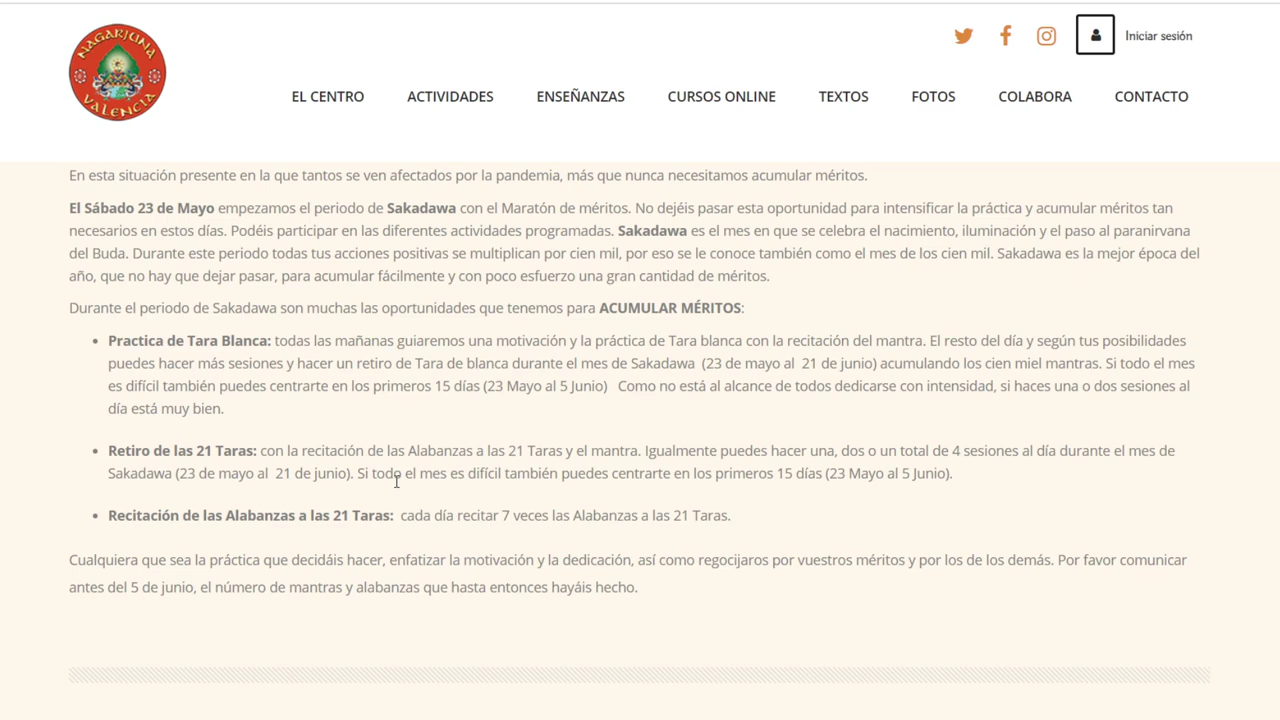 NAGARJUNA
VALENCIA
Iniciar sesión
EL CENTRO
ACTIVIDADES
ENSEÑANZAS
CURSOS ONLINE
TEXTOS
FOTOS
COLABORA
CONTACTO
En esta situación presente en la que tantos se ven afectados por la pandemia, más que nunca necesitamos acumular méritos.
El Sábado 23 de Mayo empezamos el periodo de Sakadawa con el Maratón de méritos. No dejéis pasar esta oportunidad para intensificar la práctica y acumular méritos tan
necesarios en estos días. Podéis participar en las diferentes actividades programadas. Sakadawa es el mes en que se celebra el nacimiento, iluminación y el paso al paranirvana
del Buda. Durante este periodo todas tus acciones positivas se multiplican por cien mil, por eso se le conoce también como el mes de los cien mil. Sakadawa es la mejor época del
año, que no hay que dejar pasar, para acumular fácilmente y con poco esfuerzo una gran cantidad de méritos.
Durante el periodo de Sakadawa son muchas las oportunidades que tenemos para ACUMULAR MÉRITOS:
• Practica de Tara Blanca: todas las mañanas guiaremos una motivación y la práctica de Tara blanca con la recitación del mantra. El resto del día y según tus posibilidades
puedes hacer más sesiones y hacer un retiro de Tara de blanca durante el mes de Sakadawa (23 de mayo al 21 de junio) acumulando los cien miel mantras. Si todo el mes
es difícil también puedes centrarte en los primeros 15 días (23 Mayo al 5 Junio) Como no está al alcance de todos dedicarse con intensidad, si haces una o dos sesiones al
día está muy bien.
• Retiro de las 21 Taras: con la recitación de las Alabanzas a las 21 Taras y el mantra. Igualmente puedes hacer una, dos o un total de 4 sesiones al día durante el mes de
Sakadawa (23 de mayo al 21 de junio). Si todo el mes es difícil también puedes centrarte en los primeros 15 días (23 Mayo al 5 Junio).
• Recitación de las Alabanzas a las 21 Taras: cada día recitar 7 veces las Alabanzas a las 21 Taras.
Cualquiera que sea la práctica que decidáis hacer, enfatizar la motivación y la dedicación, así como regocijaros por vuestros méritos y por los de los demás. Por favor comunicar
antes del 5 de junio, el número de mantras y alabanzas que hasta entonces hayáis hecho.